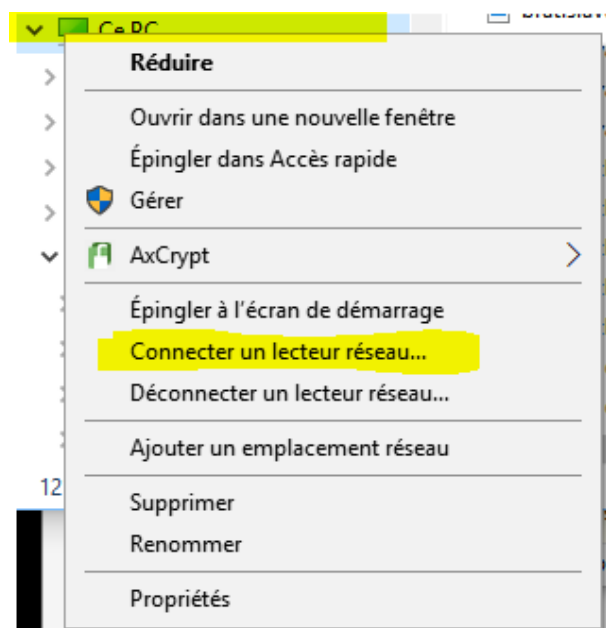 Ce PC
Réduire
Ouvrir dans une nouvelle fenêtre
Épingler dans Accès rapide
Gérer
AxCrypt
Épingler à l'écran de démarrage
Connecter un lecteur réseau...
Déconnecter un lecteur réseau...
Ajouter un emplacement réseau
12
Supprimer
Renommer
Propriétés